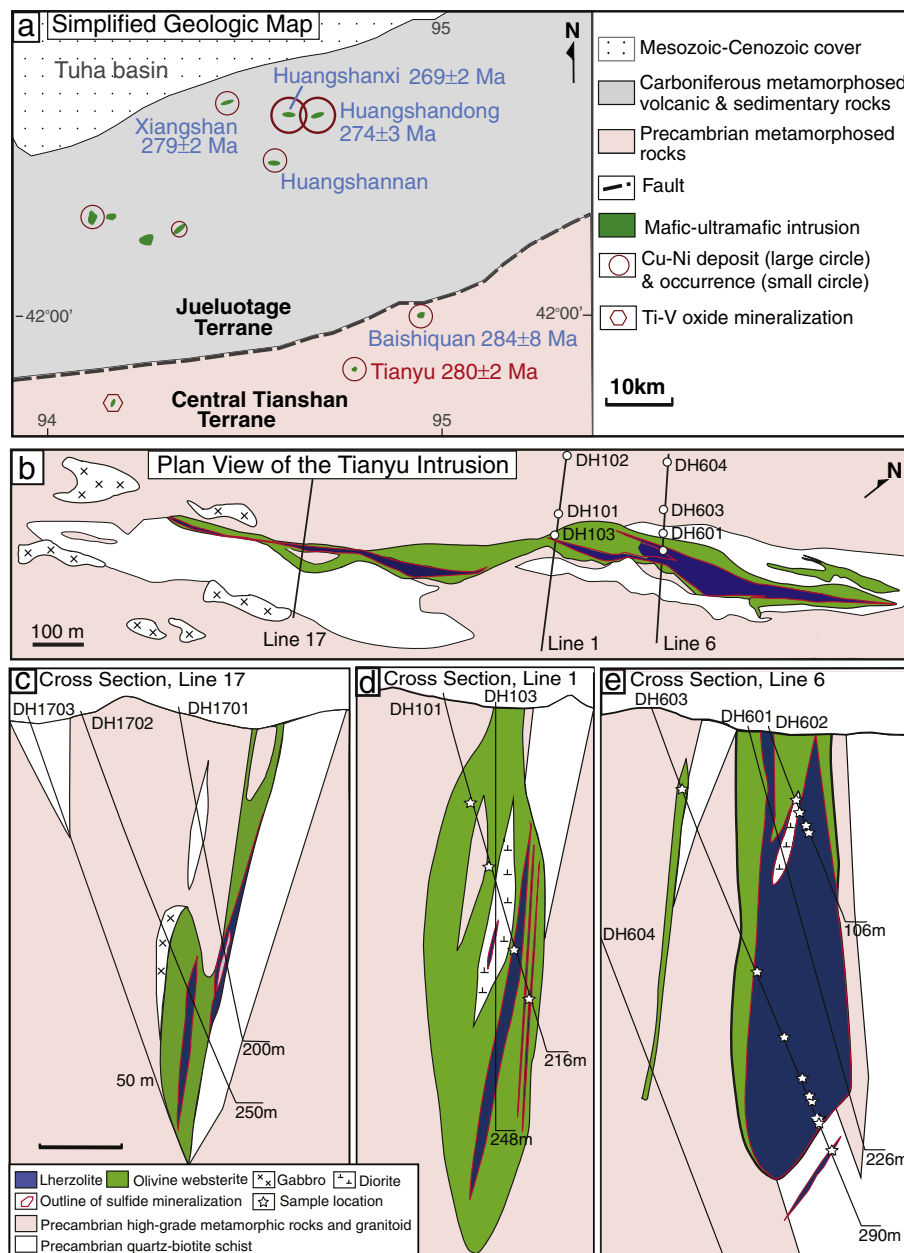 a
Simplified Geologic Map
95
N
Tuha basin
Huangshanxi 269±2 Ma
Huangshandong
274±3 Ma
Xiangshan
279±2 Ma
Huangshannan
42°00'
42°00'
Jueluotage
Terrane
Baishiquan 284±8 Ma
Tianyu 280±2 Ma
Central Tianshan
Terrane
94
95
Mesozoic-Cenozoic cover
Carboniferous metamorphosed
volcanic & sedimentary rocks
Precambrian metamorphosed
rocks
Fault
Mafic-ultramafic intrusion
Cu-Ni deposit (large circle)
& occurrence (small circle)
Ti-V oxide mineralization
10km
b
Plan View of the Tianyu Intrusion
DH102
DH604
N
DH101
DH603
DH103
DH601
100 m
Line 17
Line 1
Line 6
c
Cross Section, Line 17
DH1703
DH1702
DH1701
200m
50 m
250m
d
Cross Section, Line 1
DH103
DH101
216m
248m
e
Cross Section, Line 6
DH603
DH601
DH602
106m
DH604
226m
290m
Lherzolite
Olivine websterite
Gabbro
Diorite
Outline of sulfide mineralization
Sample location
Precambrian high-grade metamorphic rocks and granitoid
Precambrian quartz-biotite schist